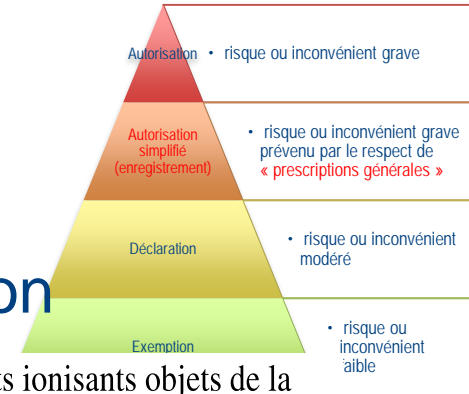 Autorisation • risque ou inconvénient grave
Autorisation
simplifié
(enregistrement)
• risque ou inconvénient grave
prévenu par le respect de
« prescriptions générales »
Déclaration
• risque ou inconvénient
modéré
on
Exemption
• risque ou
inconvénient
faible
ts ionisants objets de la